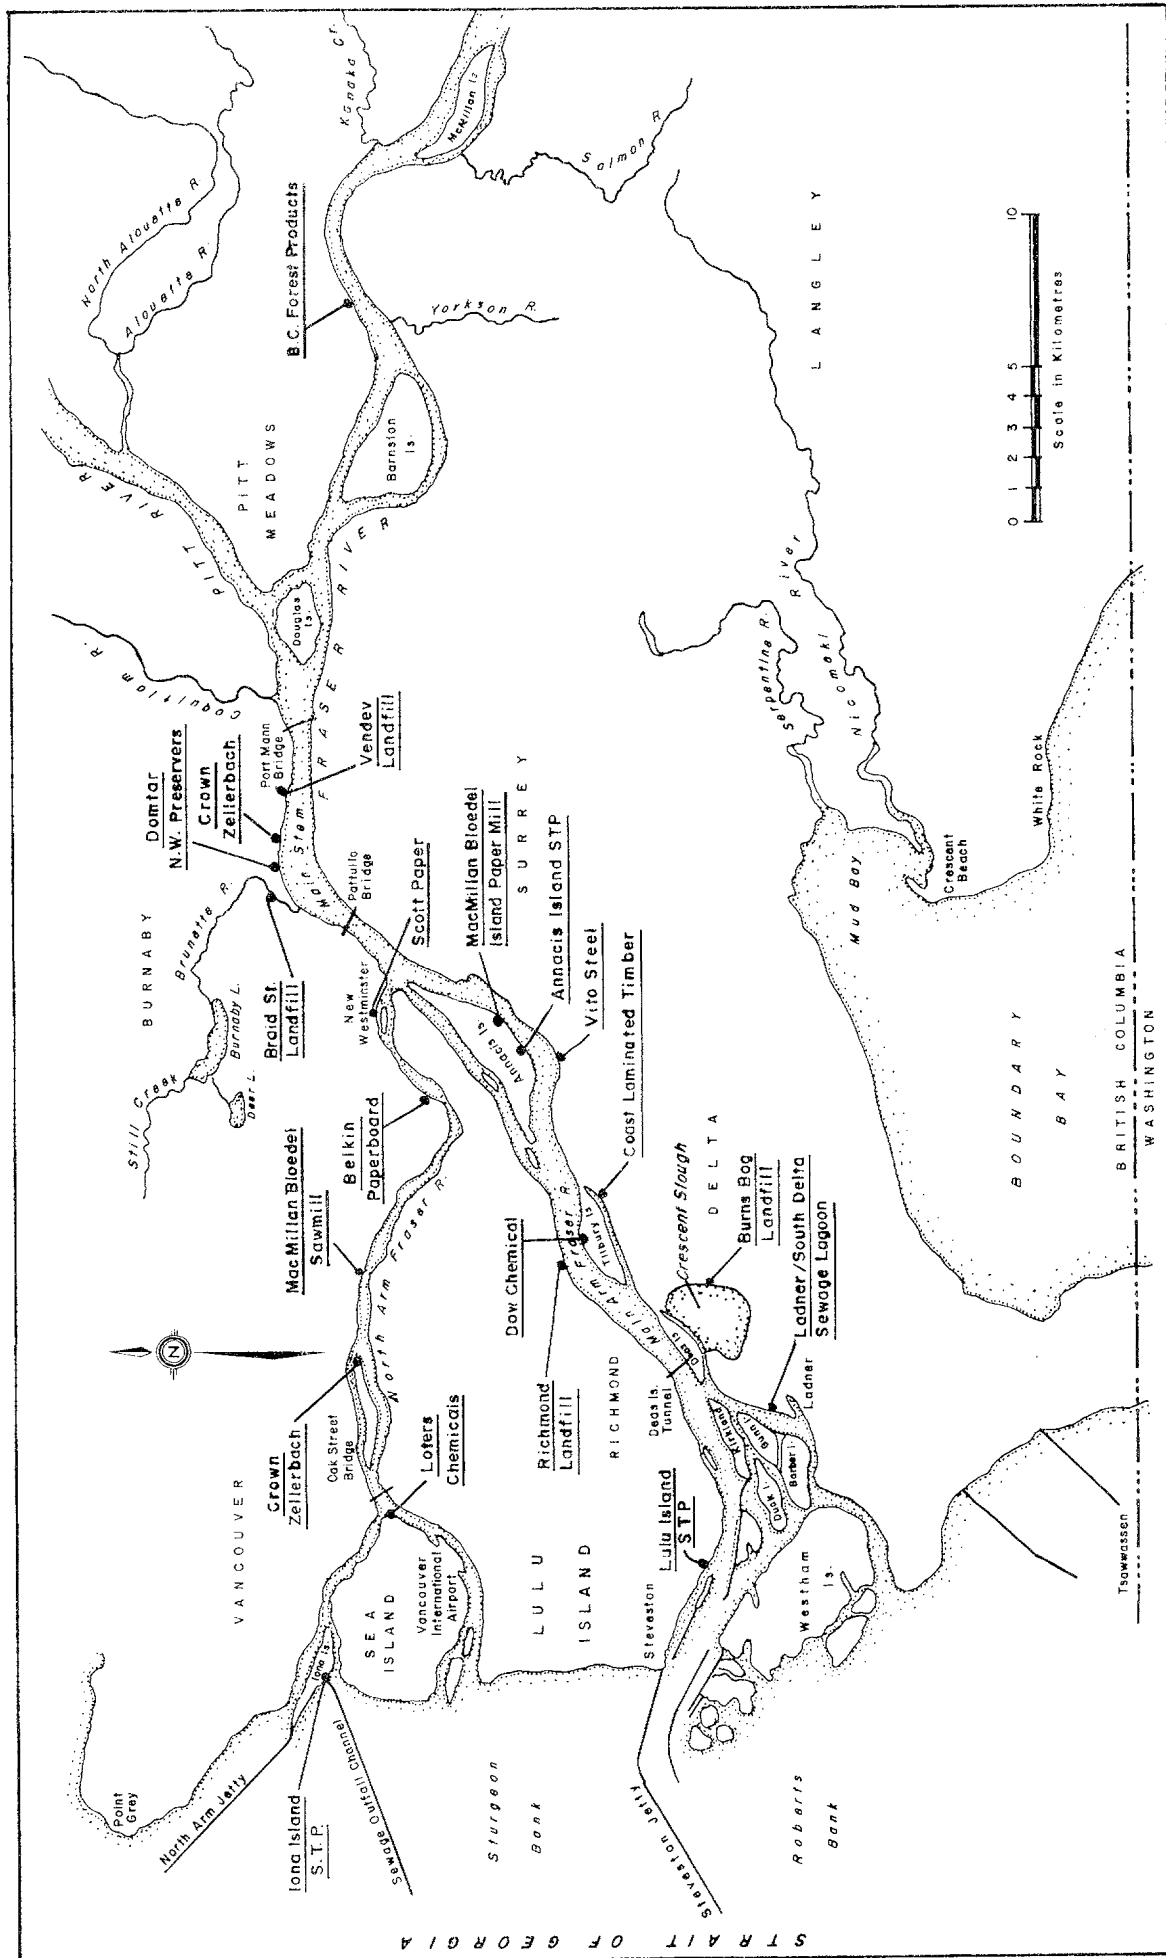 STRAIT OF GEORGIA
Point
Grey
North Arm Jetty
Iona Island
S.T.P.
Sewage Outfall Channel
Iona Is.
Sturgeon
Bank
Steveston Jetty
Roberts
Bank
VANCOUVER
SEA
ISLAND
Vancouver
International
Airport
LULU
ISLAND
Steveston
Westham
Is.
Tsawwassen
Crown
Zellerbach
Oak Street
Bridge
Loters
Chemicals
Richmond
Landfill
RICHMOND
Lulu Island
STP
Deas Is.
Tunnel
Deas Is
Kirkland
Gunn I.
Duck I.
Barber I.
Ladner
Ladner/South Delta
Sewage Lagoon
N
MacMillan Bloedel
Sawmill
North Arm Fraser R.
Belkin
Paperboard
Dow Chemical
Main Arm Fraser R.
Tilbury Is
Crescent Slough
DELTA
Burns Bog
Landfill
Coast Laminated Timber
Still Creek
Deer L.
Burnaby L.
Brunette R.
BURNABY
Braid St.
Landfill
New
Westminster
Scott Paper
Annacis Is
MacMillan Bloedel
Island Paper Mill
Annacis Island STP
Vito Steel
SURREY
Pattullo
Bridge
Main Stem
FRASER RIVER
Domtar
N.W. Preservers
Crown
Zellerbach
Port Mann
Bridge
Vendev
Landfill
Coquitlam R.
Douglas
Is.
PITT RIVER
PITT
MEADOWS
Barnston
Is.
North Alouette R.
Alouette R.
B.C. Forest Products
Yorkson R.
Kanaka Cr.
McMillan Is
Salmon R.
LANGLEY
Serpentine R.
Nicomekl River
Mud Bay
Crescent
Beach
White Rock
BOUNDARY
BAY
BRITISH COLUMBIA
WASHINGTON
0 1 2 3 4 5 10
Scale in Kilometres